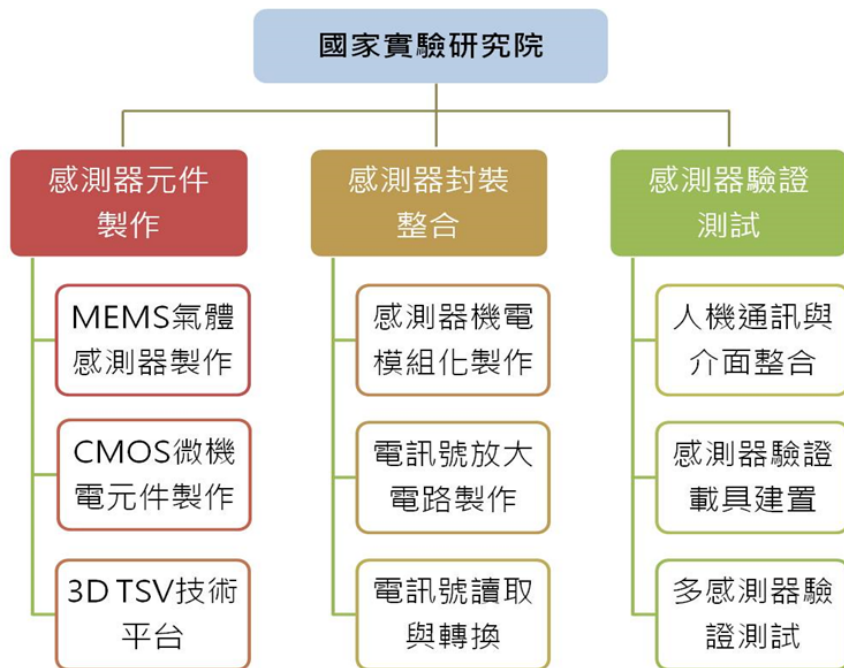 國家實驗研究院
感測器元件
製作
MEMS氣體
感測器製作
CMOS微機
電元件製作
3D TSV技術
平台
感測器封裝
整合
感測器機電
模組化製作
電訊號放大
電路製作
電訊號讀取
與轉換
感測器驗證
測試
人機通訊與
介面整合
感測器驗證
載具建置
多感測器驗
證測試